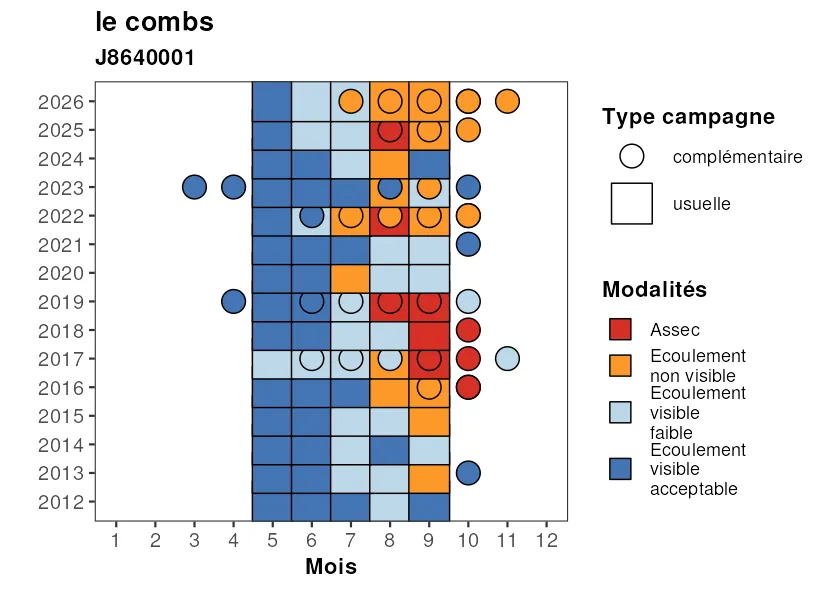 le combs
J8640001
2026
2025
2024
2023
2022
2021
2020
2019
2018
2017
2016
2015
2014
2013
2012
1 2 3 4 5 6 7 8 9 10 11 12
Mois
Type campagne
complémentaire
usuelle
Modalités
Assec
Ecoulement
non visible
Ecoulement
visible
faible
Ecoulement
visible
acceptable